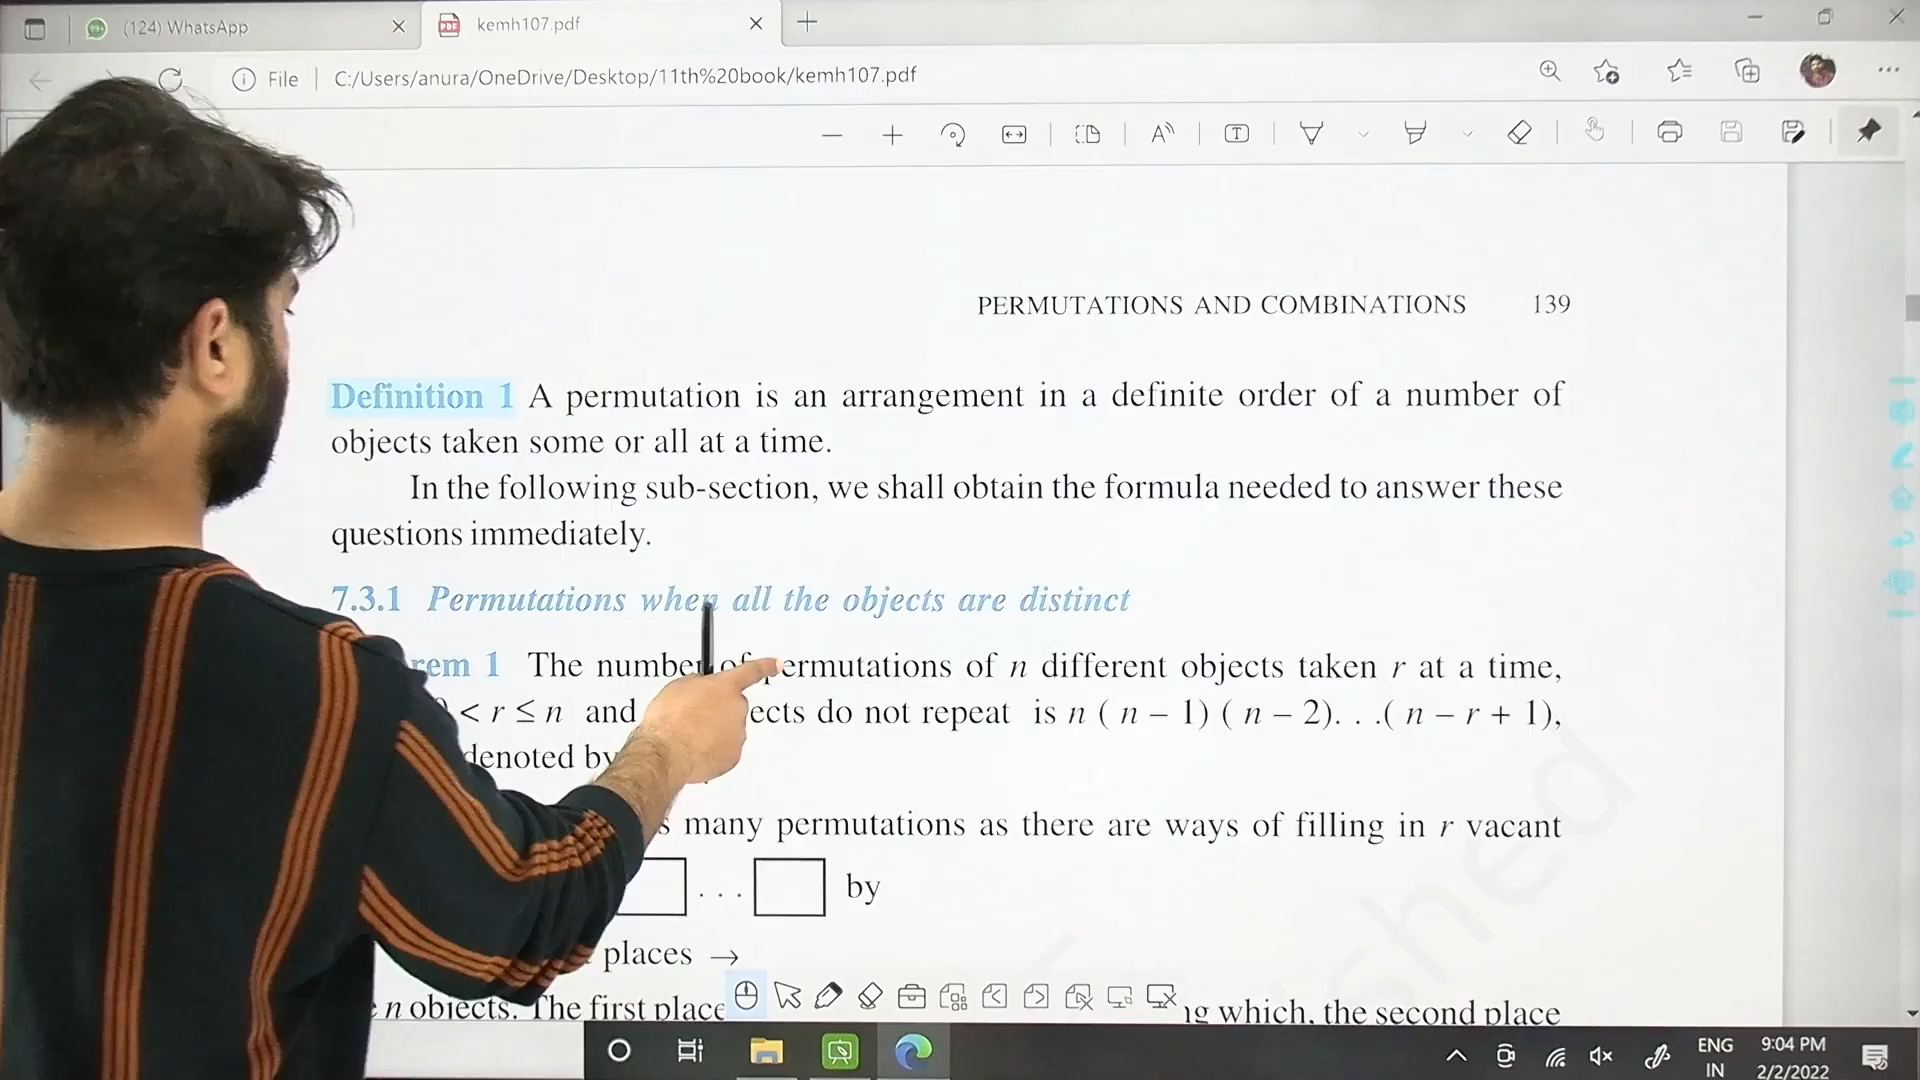 (124) WhatsApp
kemh107.pdf
File
C:/Users/anura/OneDrive/Desktop/11th%20book/kemh107.pdf
PERMUTATIONS AND COMBINATIONS 139
Definition 1 A permutation is an arrangement in a definite order of a number of
objects taken some or all at a time.
In the following sub-section, we shall obtain the formula needed to answer these
questions immediately.
7.3.1 Permutations when all the objects are distinct
rem 1 The number of permutations of n different objects taken r at a time,
< r ≤ n and ects do not repeat is n ( n – 1) ( n – 2). . .( n – r + 1),
denoted by
s many permutations as there are ways of filling in r vacant
. . . by
places →
n objects. The first place
which, the second place
ENG
IN
9:04 PM
2/2/2022